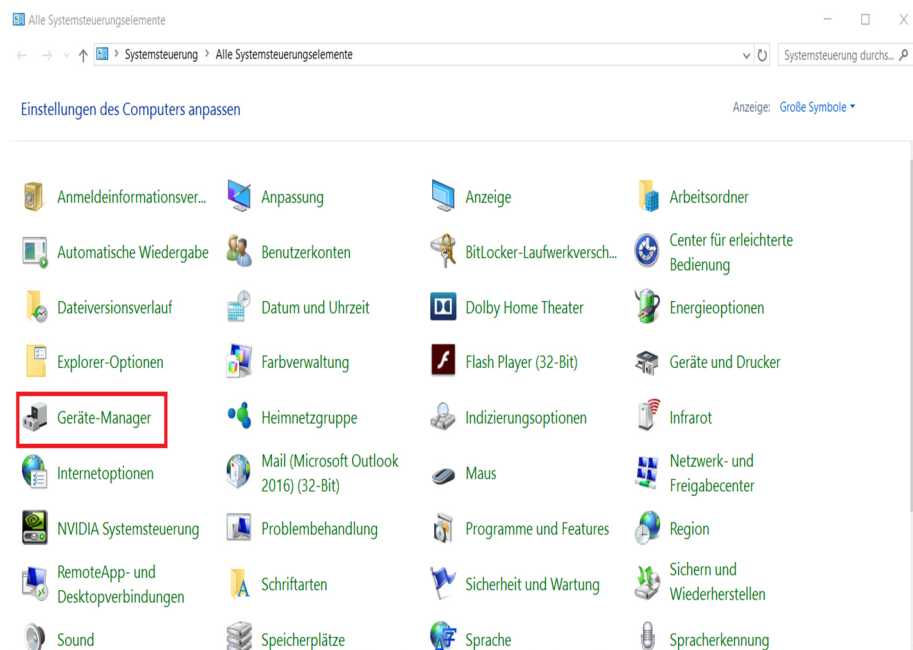 Alle Systemsteuerungselemente
Systemsteuerung > Alle Systemsteuerungselemente
Systemsteuerung durchs...
Einstellungen des Computers anpassen
Anzeige: Große Symbole
Anmeldeinformationsver...
Anpassung
Anzeige
Arbeitsordner
Automatische Wiedergabe
Benutzerkonten
BitLocker-Laufwerkversch...
Center für erleichterte
Bedienung
Dateiversionsverlauf
Datum und Uhrzeit
Dolby Home Theater
Energieoptionen
Explorer-Optionen
Farbverwaltung
Flash Player (32-Bit)
Geräte und Drucker
Geräte-Manager
Heimnetzgruppe
Indizierungsoptionen
Infrarot
Internetoptionen
Mail (Microsoft Outlook
2016) (32-Bit)
Maus
Netzwerk- und
Freigabecenter
NVIDIA Systemsteuerung
Problembehandlung
Programme und Features
Region
RemoteApp- und
Desktopverbindungen
Schriftarten
Sicherheit und Wartung
Sichern und
Wiederherstellen
Sound
Speicherplätze
Sprache
Spracherkennung